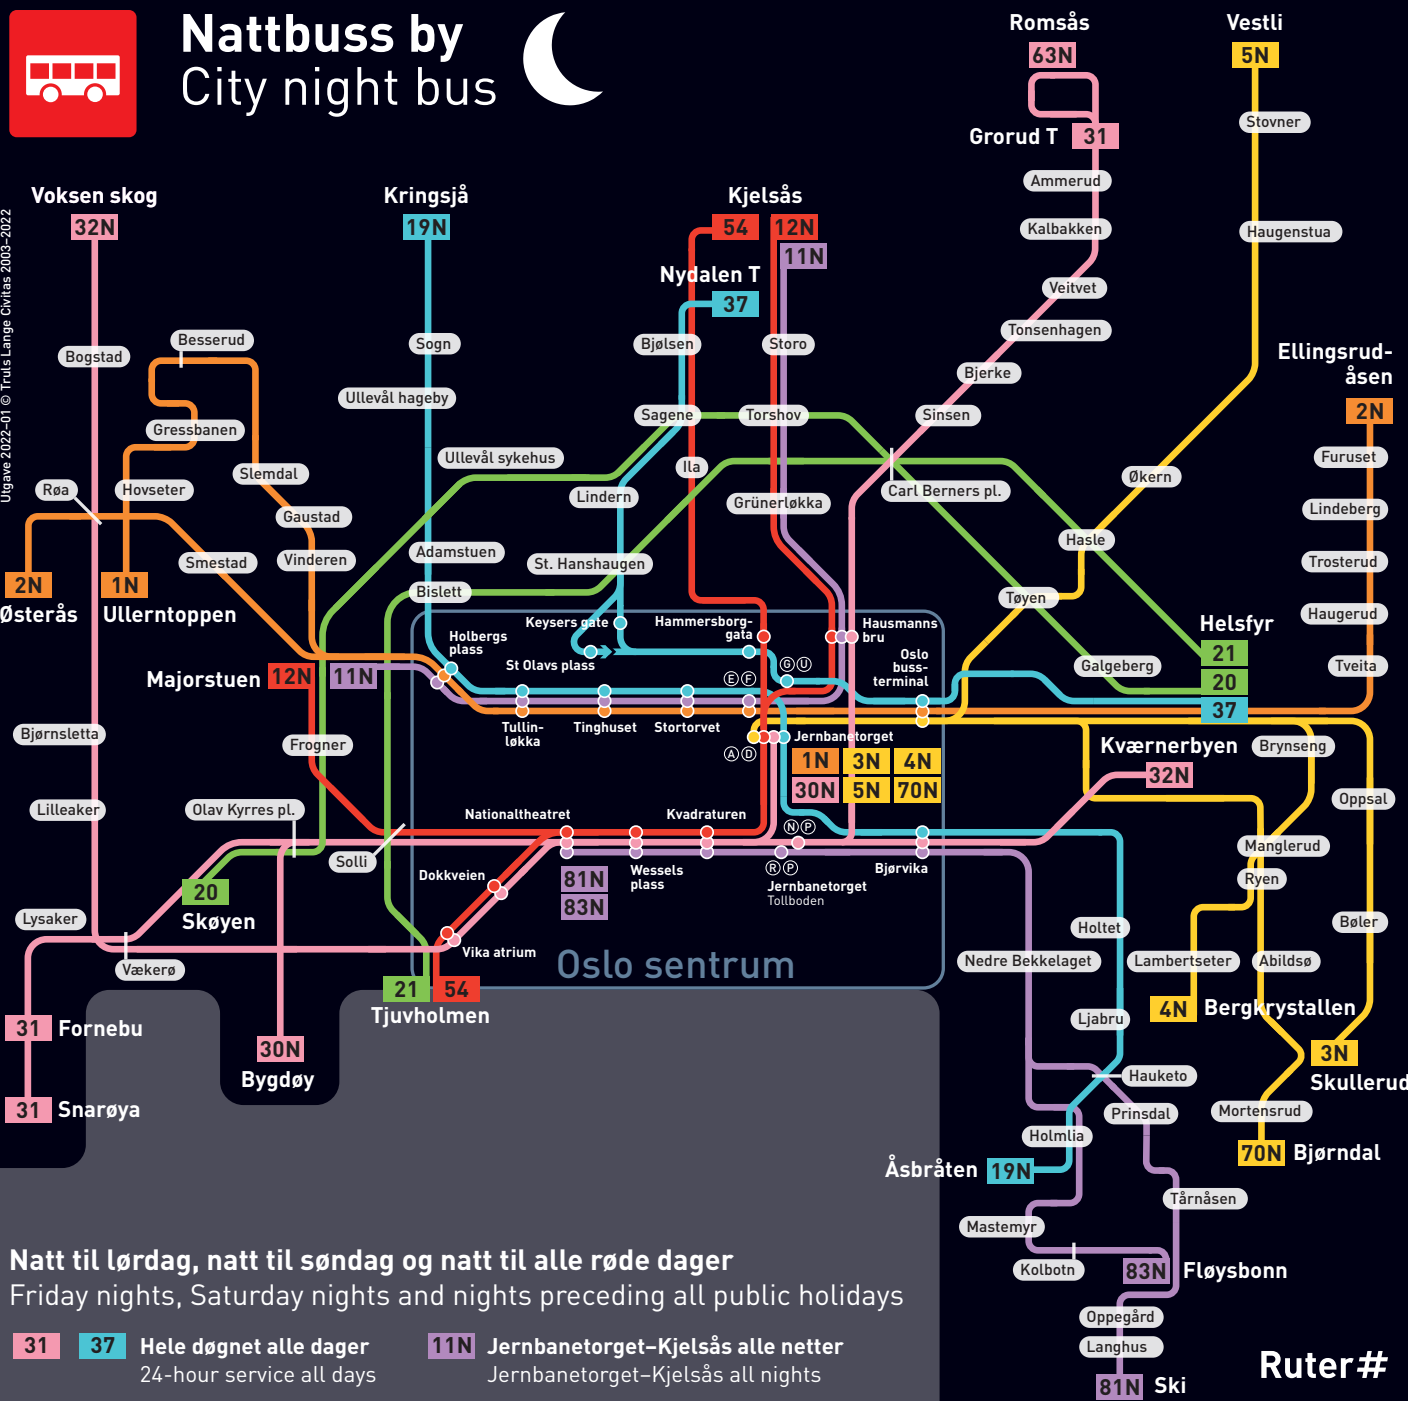 Nattbuss by
City night bus
Romsås
63N
Vestli
5N
Stovner
Grorud T
31
Ammerud
Kalbakken
Haugenstua
Veitvet
Tonsenhagen
Bjerke
Sinsen
Voksen skog
32N
Kringsjå
19N
Kjelsås
54
12N
11N
Nydalen T
37
Utgave 2022–01 © Truls Lange Civitas 2003–2022
Besserud
Bogstad
Sogn
Bjølsen
Storo
Ellingsrud-
åsen
2N
Ullevål hageby
Sagene
Torshov
Gressbanen
Ullevål sykehus
Furuset
Slemdal
Ila
Økern
Røa
Hovseter
Lindern
Grünerløkka
Carl Berners pl.
Lindeberg
Gaustad
Hasle
Smestad
Vinderen
Adamstuen
St. Hanshaugen
Trosterud
2N
Østerås
1N
Ullerntoppen
Bislett
Tøyen
Haugerud
Keysers gate
Hammersborg-
gata
Hausmanns
bru
Helsfyr
21
20
37
Holbergs
plass
St Olavs plass
Oslo
buss-
terminal
G U
E F
Galgeberg
Tveita
Majorstuen
12N
11N
Tullin-
løkka
Tinghuset
Stortorvet
Jernbanetorget
A D
1N
3N
4N
30N
5N
70N
Bjørnsletta
Frogner
Kværnerbyen
32N
Brynseng
Oppsal
Lilleaker
Olav Kyrres pl.
Nationaltheatret
Kvadraturen
N P
Solli
Dokkveien
81N
83N
Wessels
plass
R P
Jernbanetorget
Tollboden
Bjørvika
Manglerud
Ryen
20
Skøyen
Lysaker
Vækerø
Vika atrium
Oslo sentrum
Holtet
Bøler
Nedre Bekkelaget
Lambertseter
Abildsø
21
54
Tjuvholmen
4N
Bergkrystallen
Ljabru
31
Fornebu
30N
Bygdøy
3N
Skullerud
Hauketo
31
Snarøya
Prinsdal
Mortensrud
Holmlia
70N
Bjørndal
Åsbråten
19N
Tårnåsen
Mastemyr
Kolbotn
83N
Fløysbonn
Oppegård
Langhus
81N
Ski
Natt til lørdag, natt til søndag og natt til alle røde dager
Friday nights, Saturday nights and nights preceding all public holidays
31
37
Hele døgnet alle dager
24-hour service all days
11N
Jernbanetorget–Kjelsås alle netter
Jernbanetorget–Kjelsås all nights
Ruter#